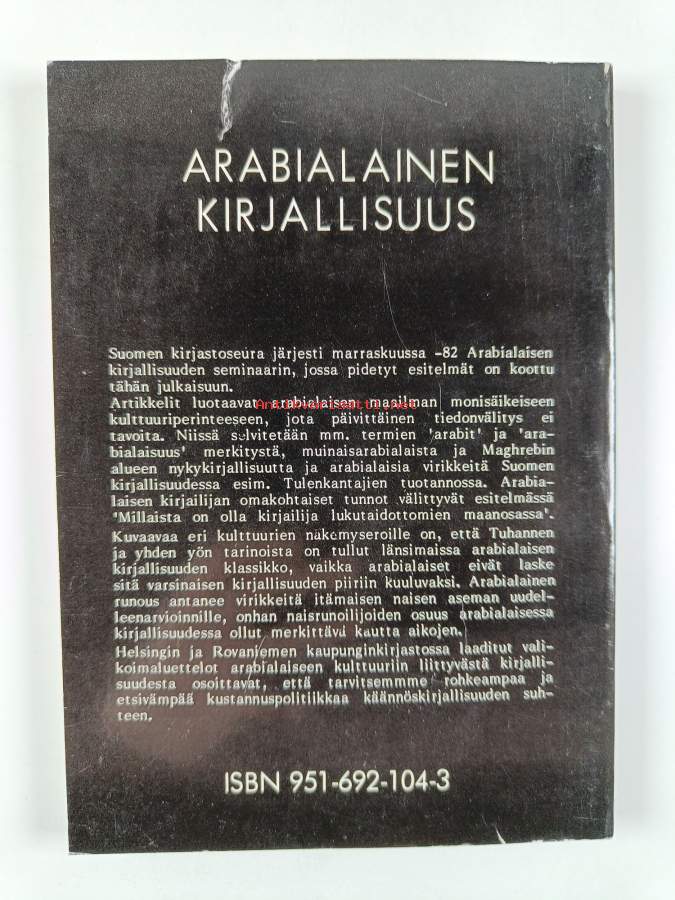 ARABIALAINEN
KIRJALLISUUS
Suomen kirjastoseura järjesti marraskuussa -82 Arabialaisen
kirjallisuuden seminaarin, jossa pidetyt esitelmät on koottu
tähän julkaisuun.
Artikkelit luotaavat arabialaisen maailman monisäikeiseen
Antikvariaatti.net
kulttuuriperinteeseen, jota päivittäinen tiedonvälitys ei
tavoita. Niissä selvitetään mm. termien 'arabit' ja 'ara-
bialaisuus' merkitystä, muinaisarabialaista ja Maghrebin
alueen nykykirjallisuutta ja arabialaisia virikkeitä Suomen
kirjallisuudessa esim. Tulenkantajien tuotannossa. Arabia-
laisen kirjailijan omakohtaiset tunnot välittyvät esitelmässä
'Millaista on olla kirjailija lukutaidottomien maanosassa'.
Kuvaavaa eri kulttuurien näkemyseroille on, että Tuhannen
ja yhden yön tarinoista on tullut länsimaissa arabialaisen
kirjallisuuden klassikko, vaikka arabialaiset eivät laske
sitä varsinaisen kirjallisuuden piiriin kuuluvaksi. Arabialainen
runous antanee virikkeitä itämaisen naisen aseman uudel-
leenarvioinnille, onhan naisrunoilijoiden osuus arabialaisessa
kirjallisuudessa ollut merkittävä kautta aikojen.
Helsingin ja Rovaniemen kaupunginkirjastossa laaditut vali-
koimaluettelot arabialaiseen kulttuuriin liittyvästä kirjalli-
suudesta osoittavat, että tarvitsemmme rohkeampaa ja
etsivämpää kustannuspolitiikkaa käännöskirjallisuuden suh-
teen.
ISBN 951-692-104-3